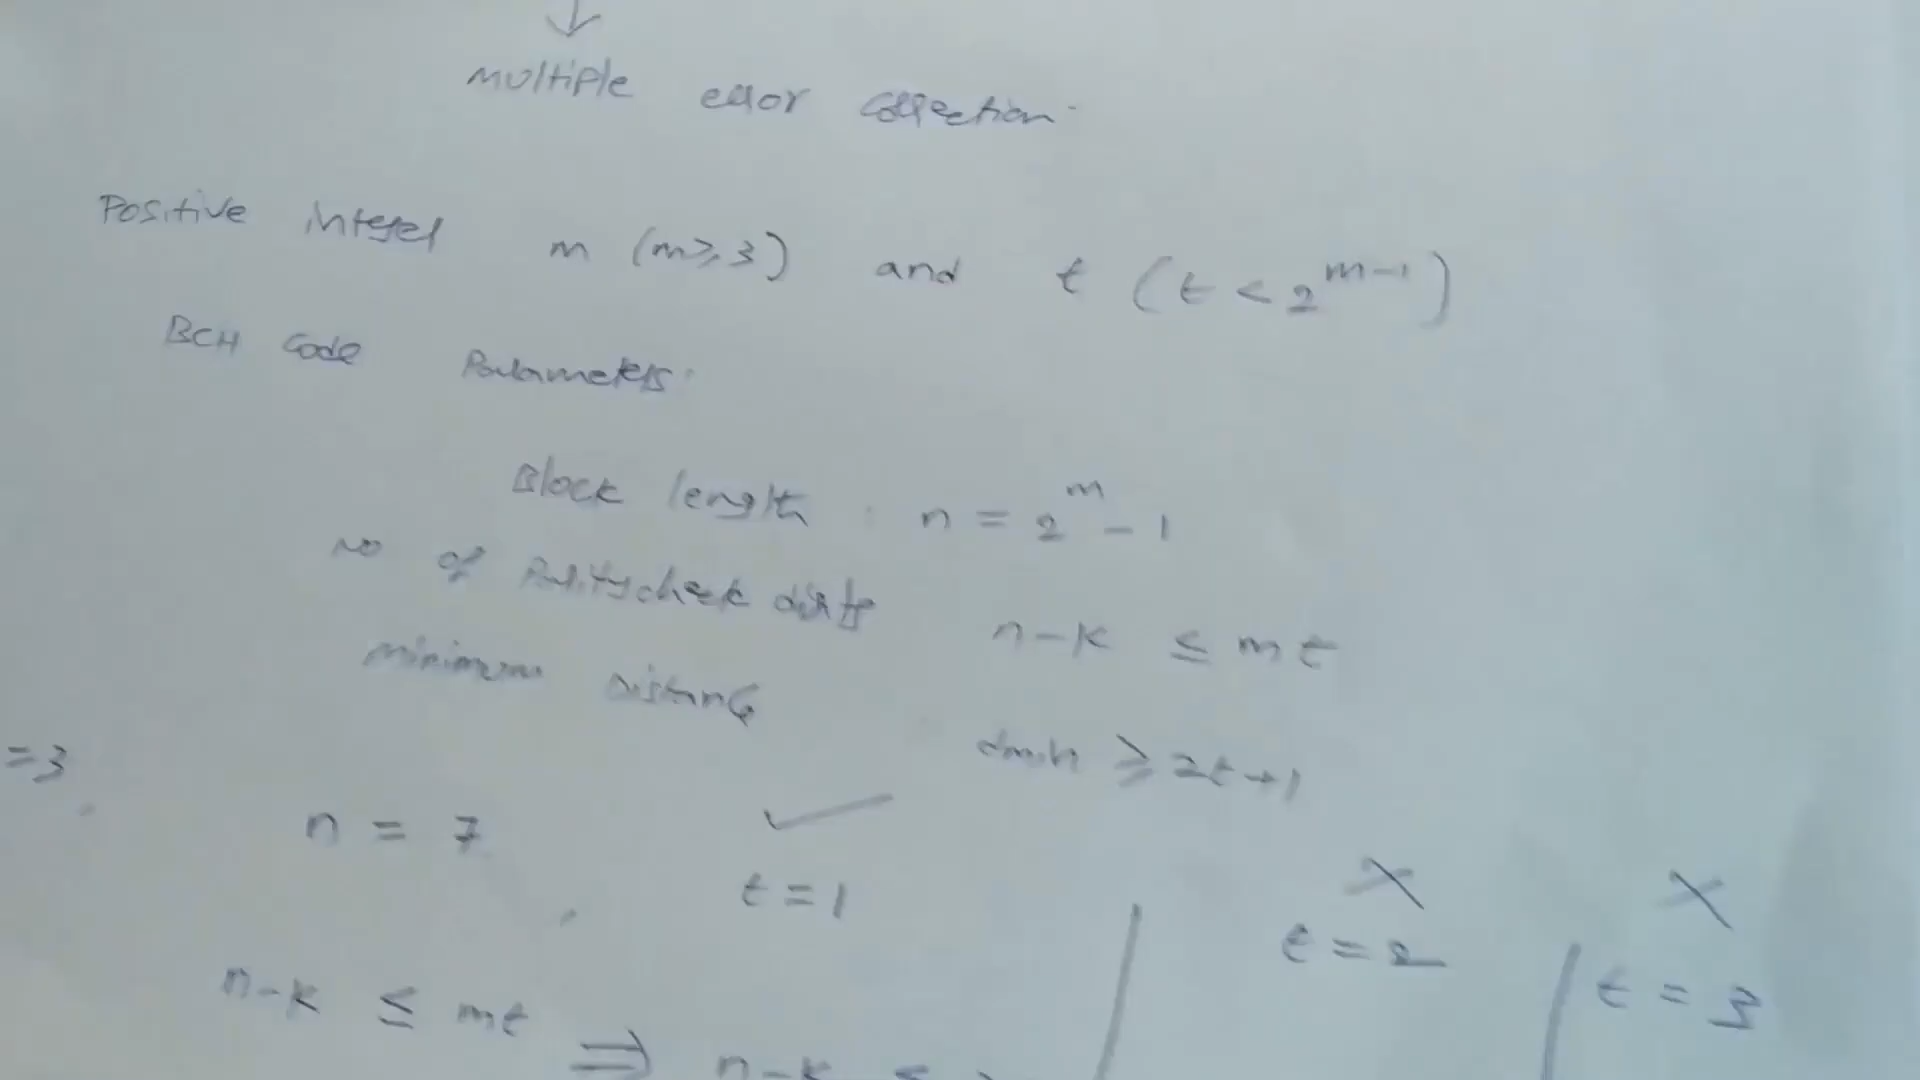 multiple error correction.
Positive integer m (m ≥ 3) and t (t < 2^{m-1})
BCH Code Parameters:
Block length : n = 2^m - 1
no of Paritycheck digits n-k ≤ mt
minimum Distance dmin ≥ 2t+1
=3
n = 7 ✓ t = 1
✗ t = 2
✗ t = 3
n-k ≤ mt ⇒ n-k ≤